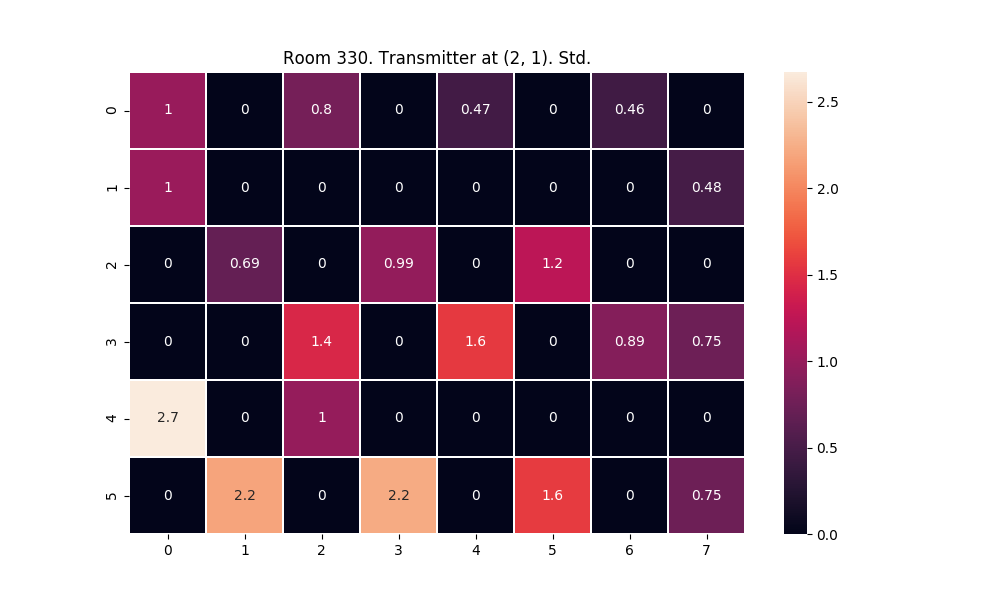 Room 330. Transmitter at (2, 1). Std.
0 1 0 0.8 0 0.47 0 0.46 0
1 1 0 0 0 0 0 0 0.48
2 0 0.69 0 0.99 0 1.2 0 0
3 0 0 1.4 0 1.6 0 0.89 0.75
4 2.7 0 1 0 0 0 0 0
5 0 2.2 0 2.2 0 1.6 0 0.75
0 1 2 3 4 5 6 7
2.5
2.0
1.5
1.0
0.5
0.0